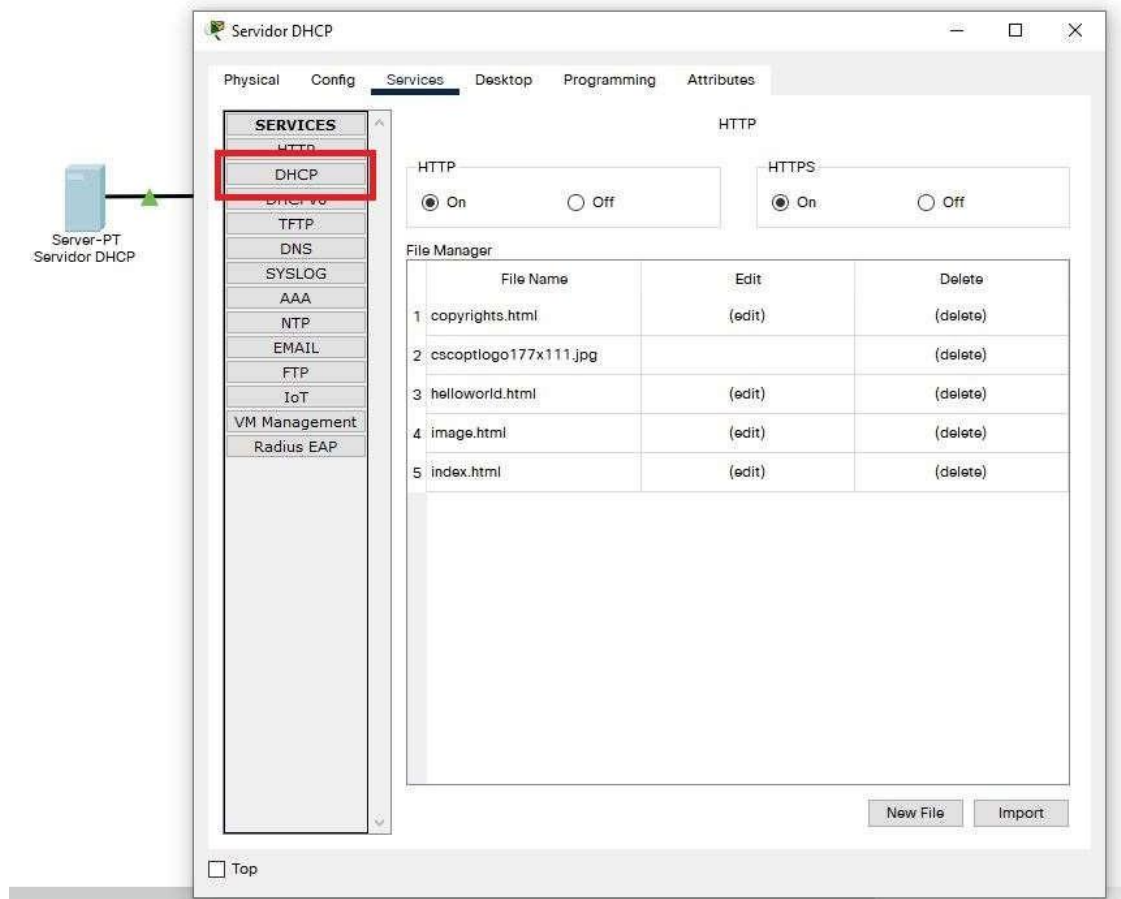 Servidor DHCP
Physical Config Services Desktop Programming Attributes
Server-PT
Servidor DHCP
SERVICES
HTTP
DHCP
DHCPv6
TFTP
DNS
SYSLOG
AAA
NTP
EMAIL
FTP
IoT
VM Management
Radius EAP
HTTP
HTTP
On Off
HTTPS
On Off
File Manager
File Name Edit Delete
1 copyrights.html (edit) (delete)
2 cscoptlogo177x111.jpg (delete)
3 helloworld.html (edit) (delete)
4 image.html (edit) (delete)
5 index.html (edit) (delete)
New File Import
Top